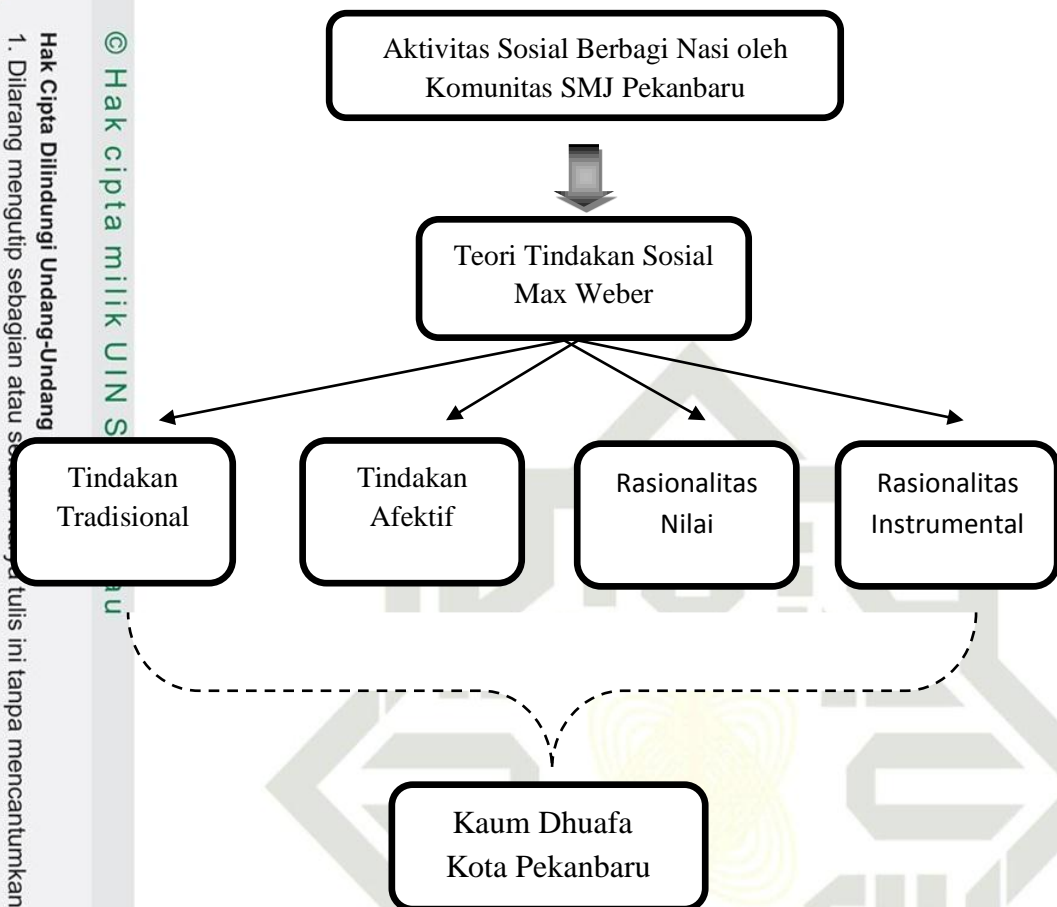 Aktivitas Sosial Berbagi Nasi oleh
Komunitas SMJ Pekanbaru
Teori Tindakan Sosial
Max Weber
Tindakan
Tradisional
Tindakan
Afektif
Rasionalitas
Nilai
Rasionalitas
Instrumental
Kaum Dhuafa
Kota Pekanbaru
© Hak cipta milik UIN
Hak Cipta Dilindungi Undang-Undang
1. Dilarang mengutip sebagian atau tulis ini tanpa mencantumkan